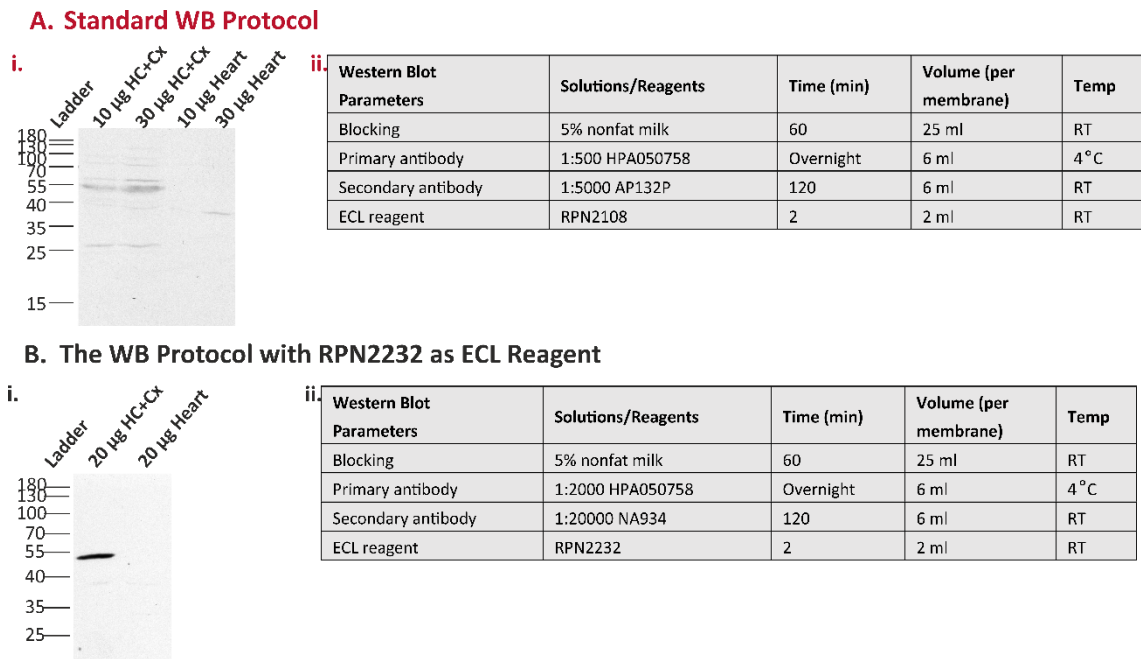 A. Standard WB Protocol
i.
Ladder
10 µg HC+Cx
30 µg HC+Cx
10 µg Heart
30 µg Heart
180
130
100
70
55
40
35
25
15
ii.
Western Blot Parameters Solutions/Reagents Time (min) Volume (per membrane) Temp
Blocking 5% nonfat milk 60 25 ml RT
Primary antibody 1:500 HPA050758 Overnight 6 ml 4°C
Secondary antibody 1:5000 AP132P 120 6 ml RT
ECL reagent RPN2108 2 2 ml RT
B. The WB Protocol with RPN2232 as ECL Reagent
i.
Ladder
20 µg HC+Cx
20 µg Heart
180
130
100
70
55
40
35
25
ii.
Western Blot Parameters Solutions/Reagents Time (min) Volume (per membrane) Temp
Blocking 5% nonfat milk 60 25 ml RT
Primary antibody 1:2000 HPA050758 Overnight 6 ml 4°C
Secondary antibody 1:20000 NA934 120 6 ml RT
ECL reagent RPN2232 2 2 ml RT